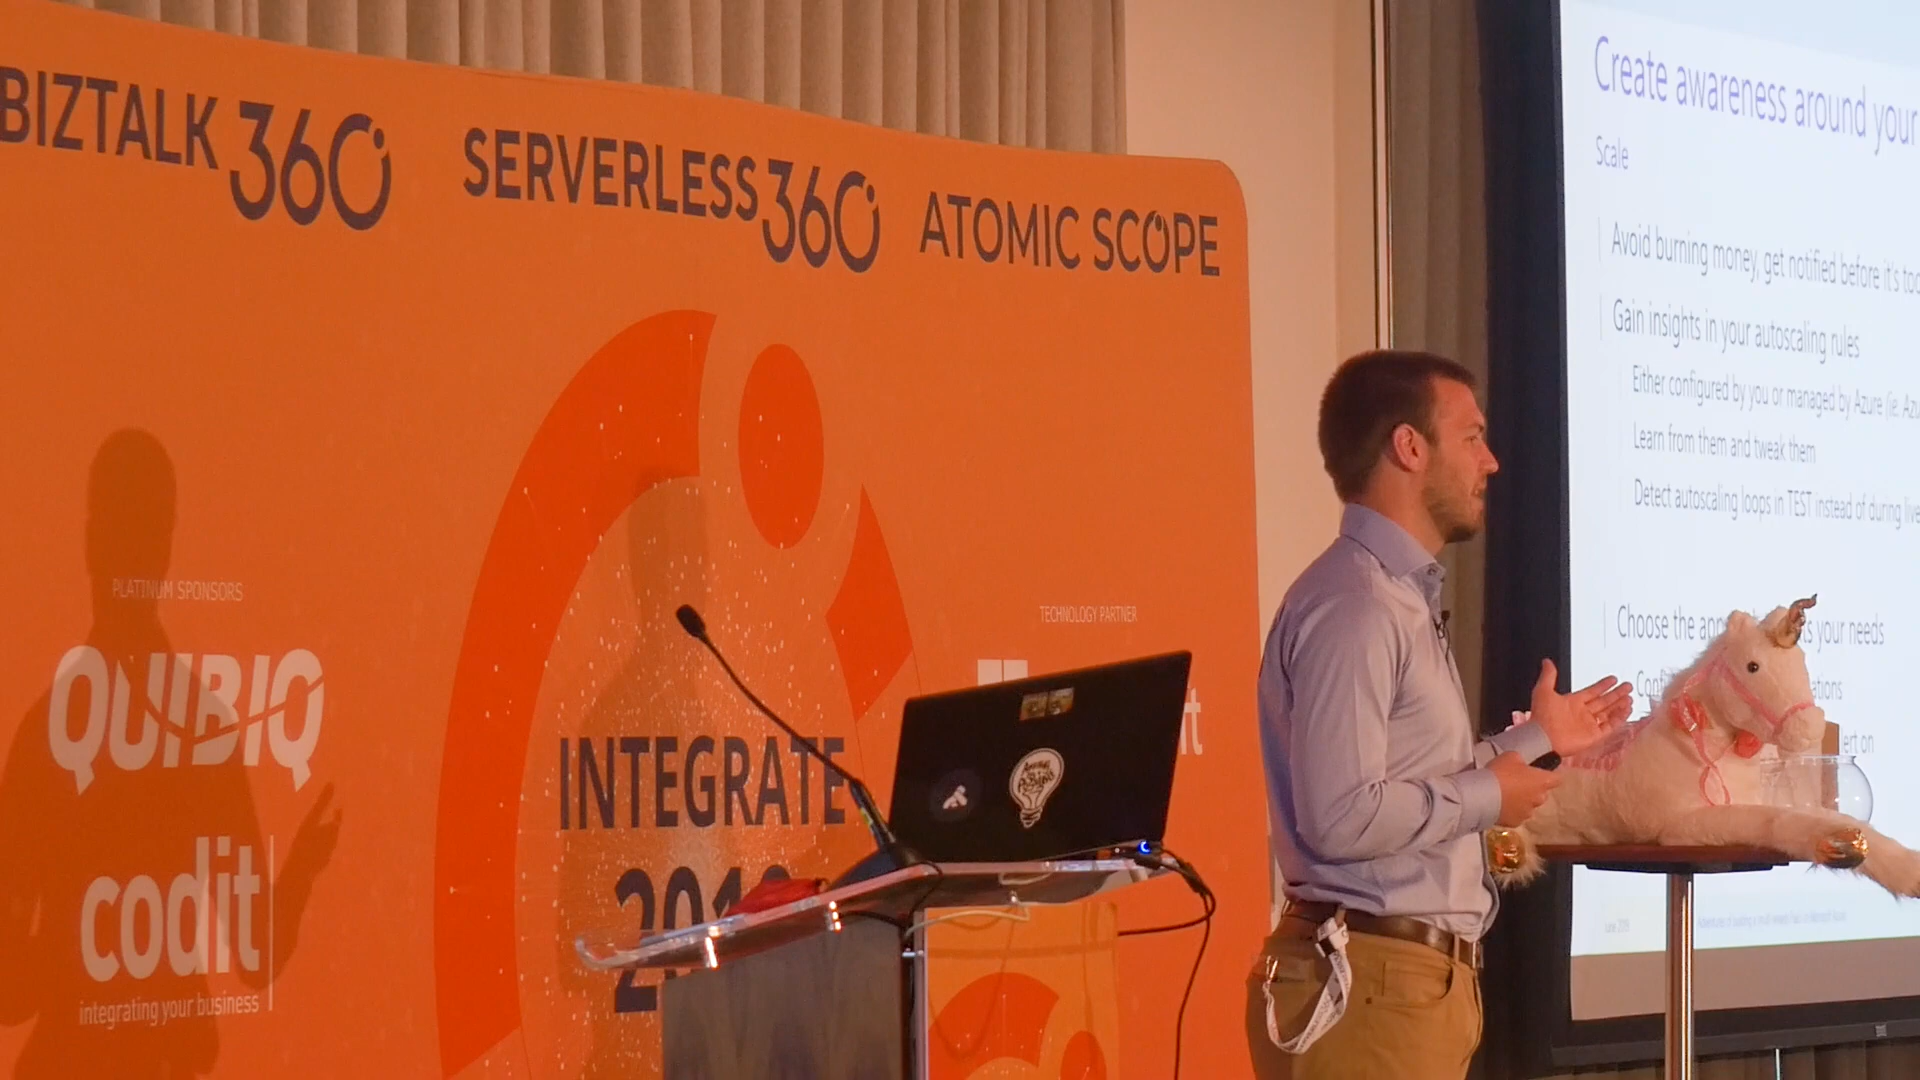 BIZTALK 360
SERVERLESS 360
ATOMIC SCOPE
PLATINUM SPONSORS
QUIBIQ
codit
integrating your business
INTEGRATE
TECHNOLOGY PARTNER
Create awareness around your
Scale
Avoid burning money, get notified before it's too
Gain insights in your autoscaling rules
Either configured by you or managed by Azure (ie.
Learn from them and tweak them
Detect autoscaling loops in TEST instead of during live
Choose the your needs